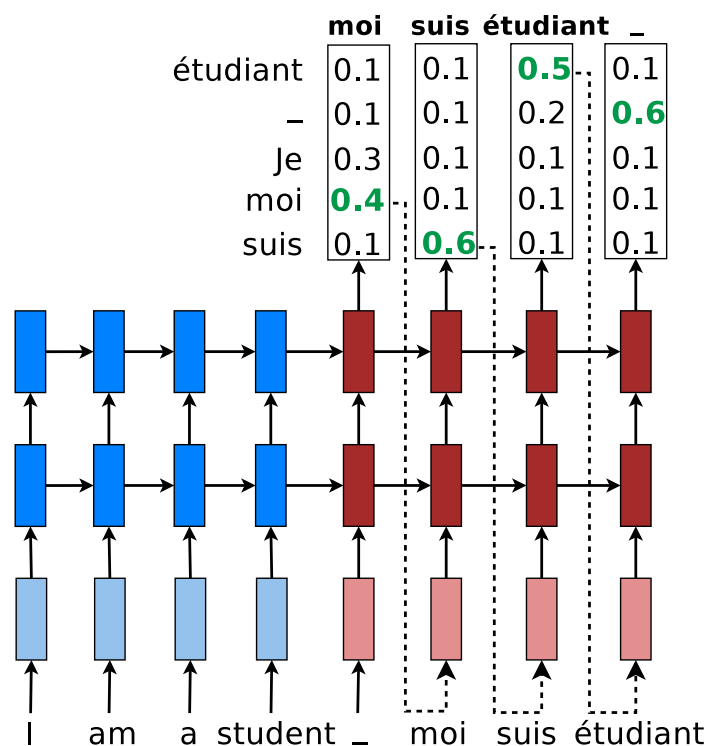 moi suis étudiant _
étudiant 0.1 0.1 0.5 0.1
_ 0.1 0.1 0.2 0.6
Je 0.3 0.1 0.1 0.1
moi 0.4 0.1 0.1 0.1
suis 0.1 0.6 0.1 0.1
I am a student _ moi suis étudiant